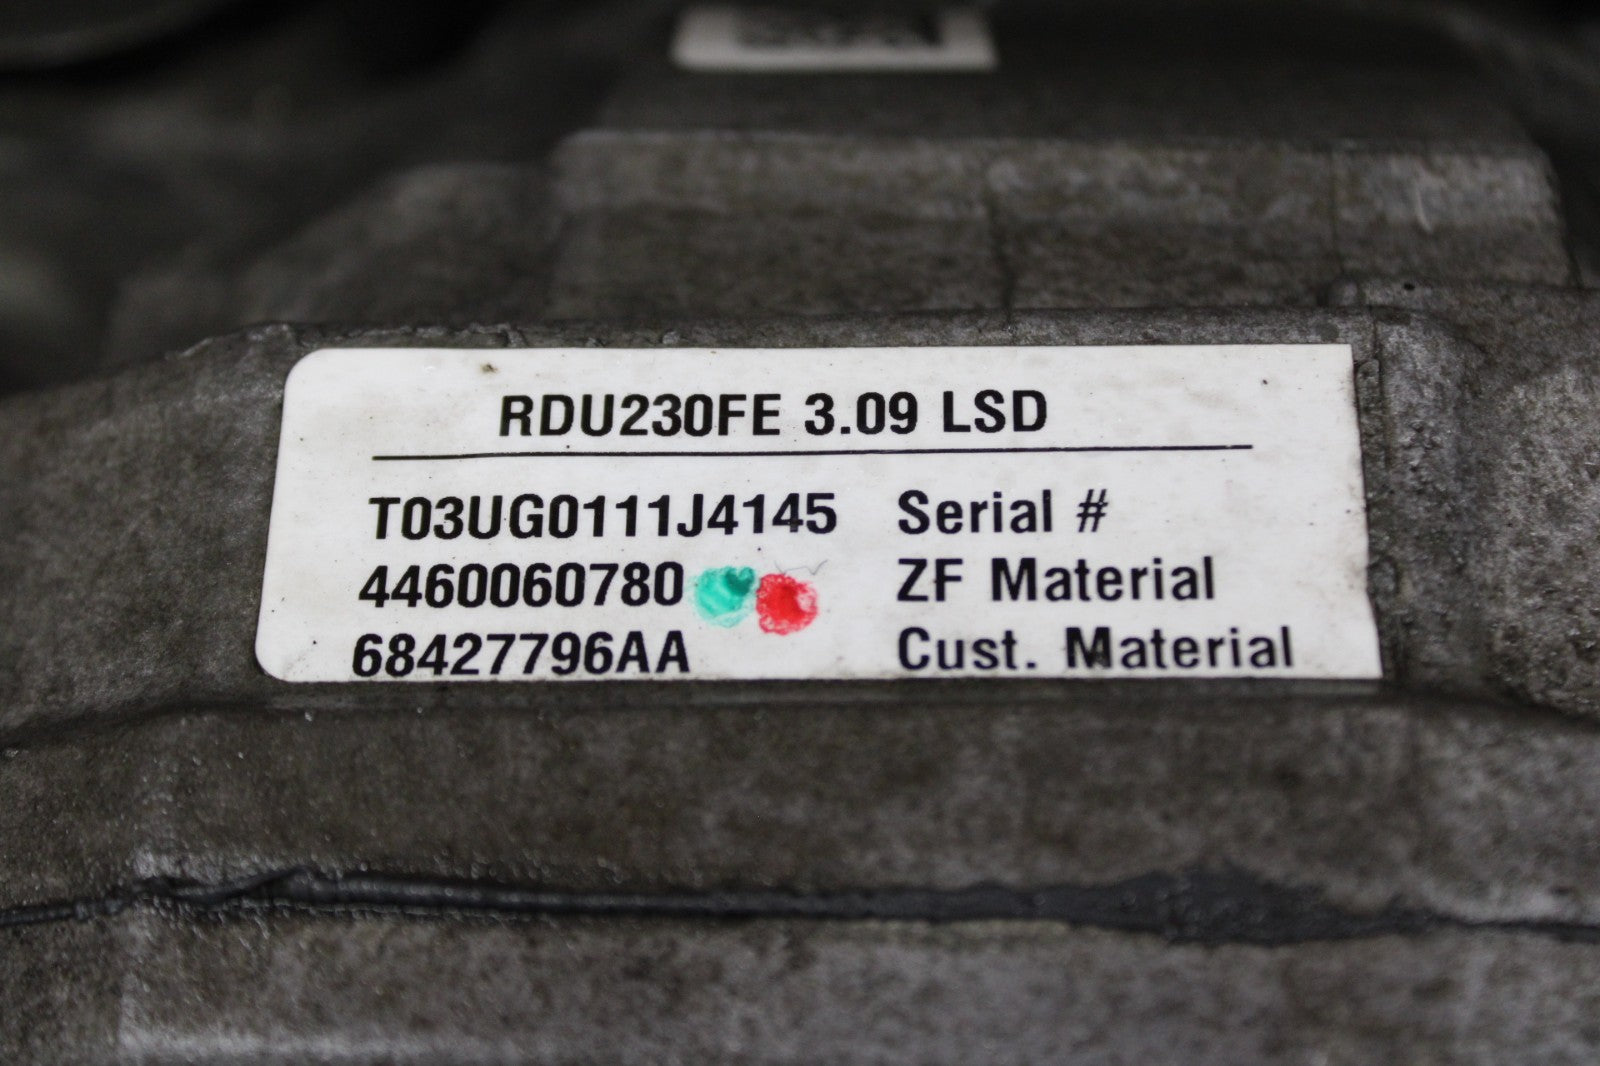 RDU230FE 3.09 LSD
T03UG0111J4145 Serial #
4460060780 ZF Material
68427796AA Cust. Material